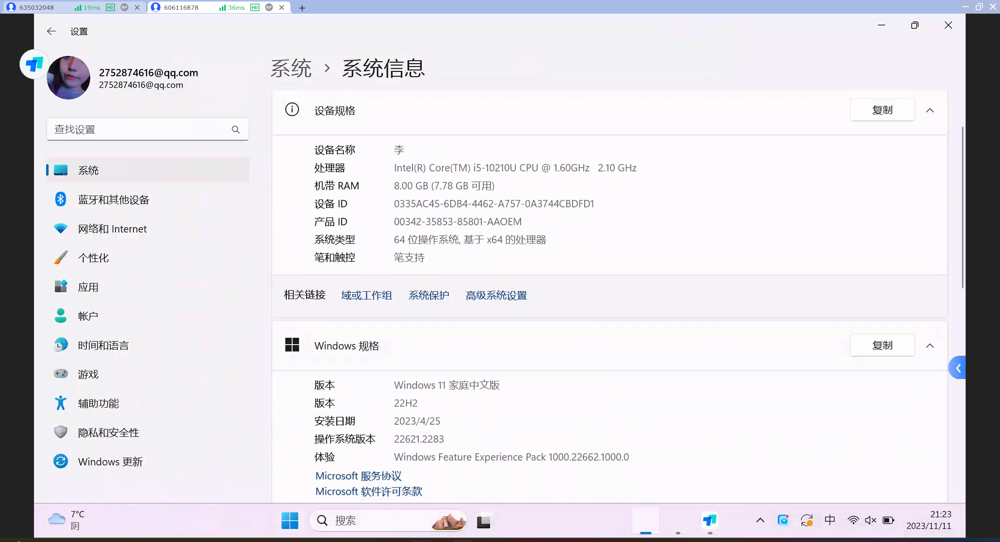 635032048 19ms HD RP 606116878 36ms HD RP
设置
2752874616@qq.com
2752874616@qq.com
查找设置
系统
蓝牙和其他设备
网络和 Internet
个性化
应用
帐户
时间和语言
游戏
辅助功能
隐私和安全性
Windows 更新
系统 › 系统信息
设备规格 复制
设备名称 李
处理器 Intel(R) Core(TM) i5-10210U CPU @ 1.60GHz 2.10 GHz
机带 RAM 8.00 GB (7.78 GB 可用)
设备 ID 0335AC45-6DB4-4462-A757-0A3744CBDFD1
产品 ID 00342-35853-85801-AAOEM
系统类型 64 位操作系统, 基于 x64 的处理器
笔和触控 笔支持
相关链接 域或工作组 系统保护 高级系统设置
Windows 规格 复制
版本 Windows 11 家庭中文版
版本 22H2
安装日期 2023/4/25
操作系统版本 22621.2283
体验 Windows Feature Experience Pack 1000.22662.1000.0
Microsoft 服务协议
Microsoft 软件许可条款
7°C
阴
搜索
中
21:23
2023/11/11